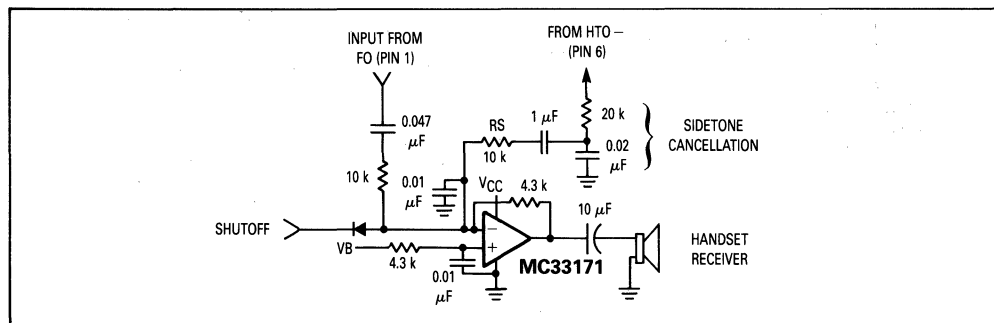 INPUT FROM
FO (PIN 1)
FROM HTO –
(PIN 6)
0.047
µF
RS
10 k
1 µF
20 k
0.02
µF
SIDETONE
CANCELLATION
10 k
0.01
µF
VCC
4.3 k
10 µF
SHUTOFF
–
+
VB
4.3 k
0.01
µF
MC33171
HANDSET
RECEIVER